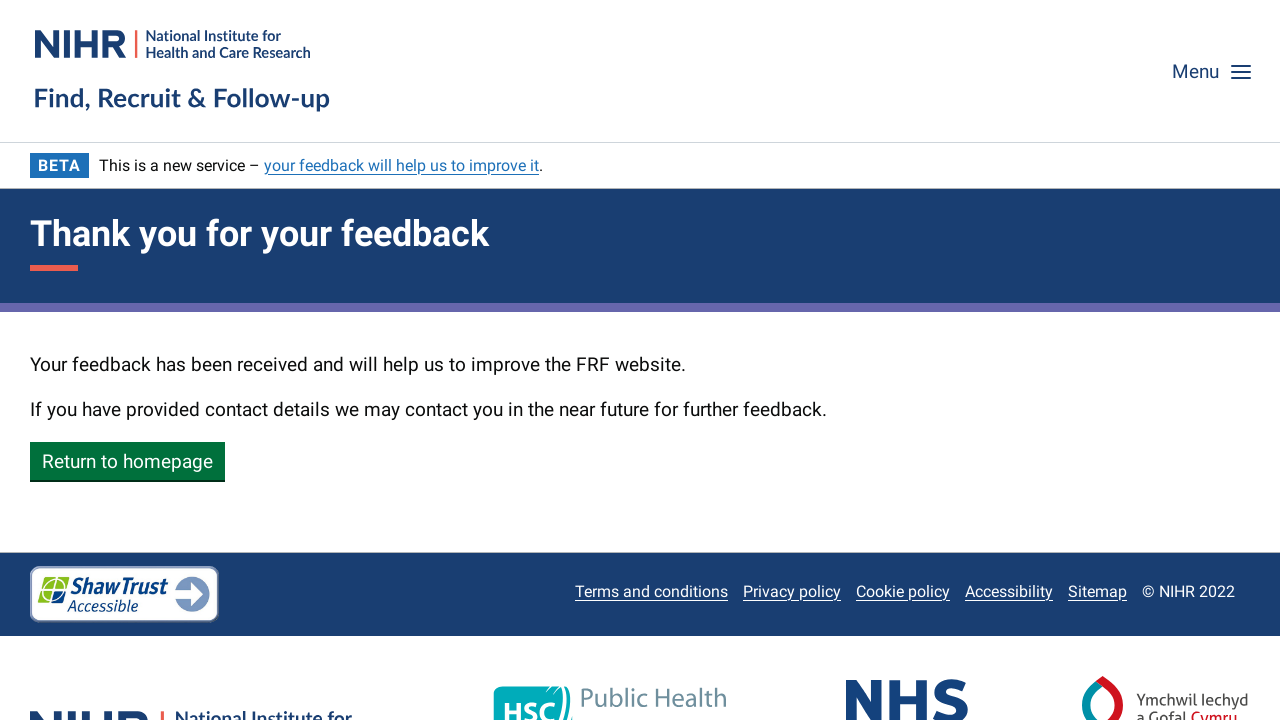 NIHR | National Institute for
Health and Care Research
Find, Recruit & Follow-up
Menu
BETA This is a new service – your feedback will help us to improve it.
Thank you for your feedback
Your feedback has been received and will help us to improve the FRF website.
If you have provided contact details we may contact you in the near future for further feedback.
Return to homepage
Shaw Trust
Accessible
Terms and conditions Privacy policy Cookie policy Accessibility Sitemap © NIHR 2022
NIHR | National Institute for
HSC Public Health
NHS
Ymchwil Iechyd
a Gofal Cymru